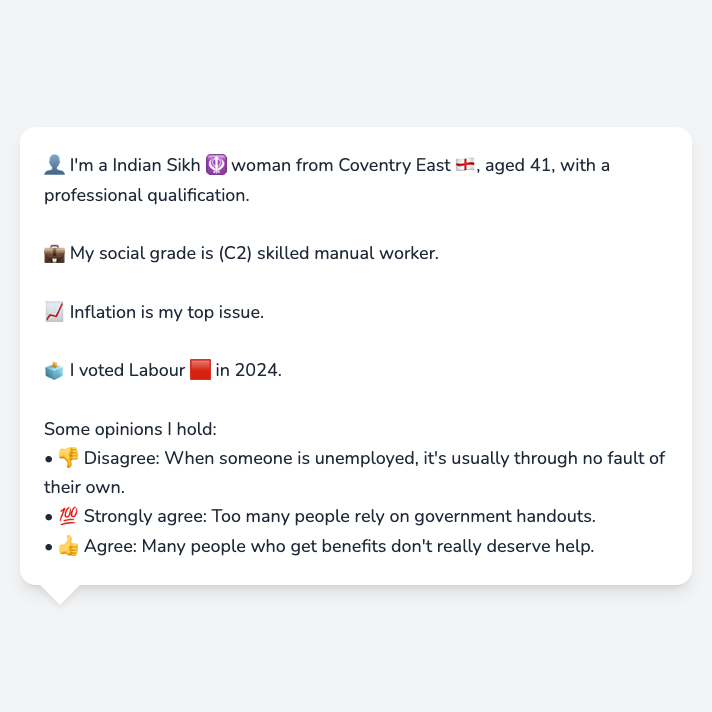 👤 I'm a Indian Sikh 🪯 woman from Coventry East 🏴󠁧󠁢󠁥󠁮󠁧󠁿, aged 41, with a
professional qualification.
💼 My social grade is (C2) skilled manual worker.
📈 Inflation is my top issue.
🗳️ I voted Labour 🟥 in 2024.
Some opinions I hold:
• 👎 Disagree: When someone is unemployed, it's usually through no fault of
their own.
• 💯 Strongly agree: Too many people rely on government handouts.
• 👍 Agree: Many people who get benefits don't really deserve help.